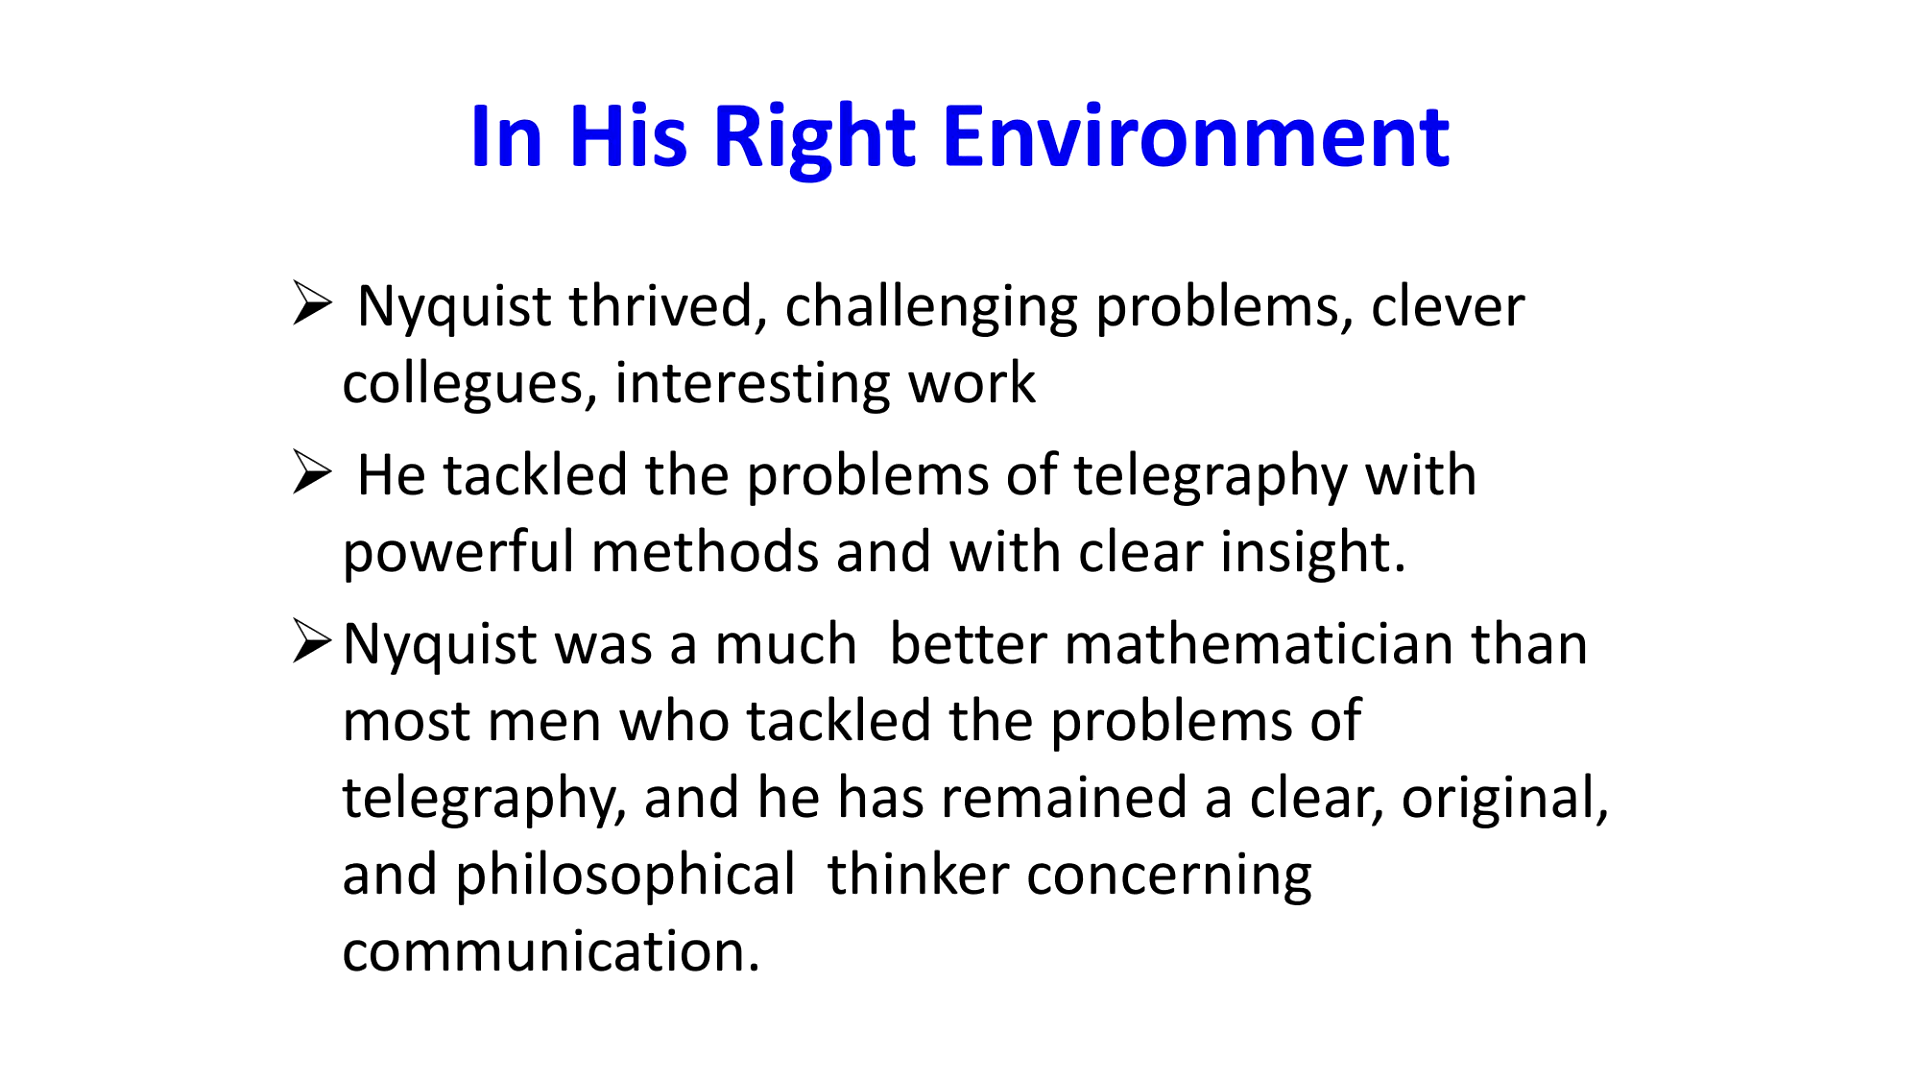 In His Right Environment
➢ Nyquist thrived, challenging problems, clever
collegues, interesting work
➢ He tackled the problems of telegraphy with
powerful methods and with clear insight.
➢Nyquist was a much  better mathematician than
most men who tackled the problems of
telegraphy, and he has remained a clear, original,
and philosophical  thinker concerning
communication.